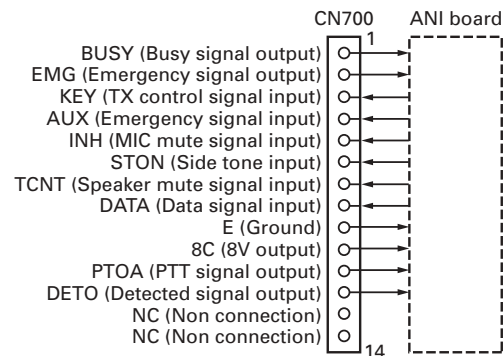 CN700 ANI board
1
BUSY (Busy signal output)
EMG (Emergency signal output)
KEY (TX control signal input)
AUX (Emergency signal input)
INH (MIC mute signal input)
STON (Side tone input)
TCNT (Speaker mute signal input)
DATA (Data signal input)
E (Ground)
8C (8V output)
PTOA (PTT signal output)
DETO (Detected signal output)
NC (Non connection)
NC (Non connection)
14